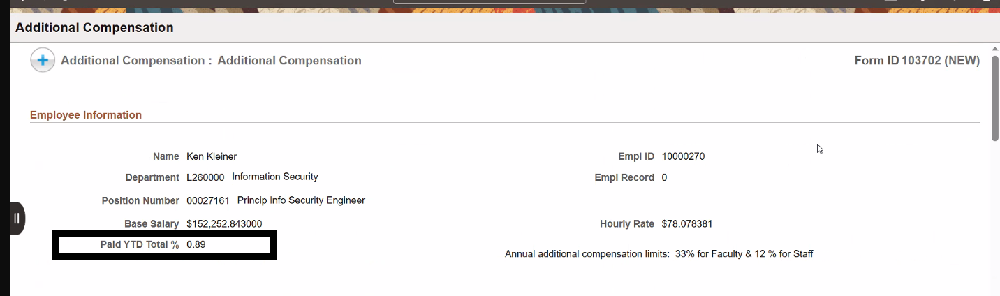 Additional Compensation
Additional Compensation : Additional Compensation
Form ID 103702 (NEW)
Employee Information
Name Ken Kleiner
Empl ID 10000270
Department L260000 Information Security
Empl Record 0
Position Number 00027161 Princip Info Security Engineer
Base Salary $152,252.843000
Hourly Rate $78.078381
Paid YTD Total % 0.89
Annual additional compensation limits: 33% for Faculty & 12 % for Staff